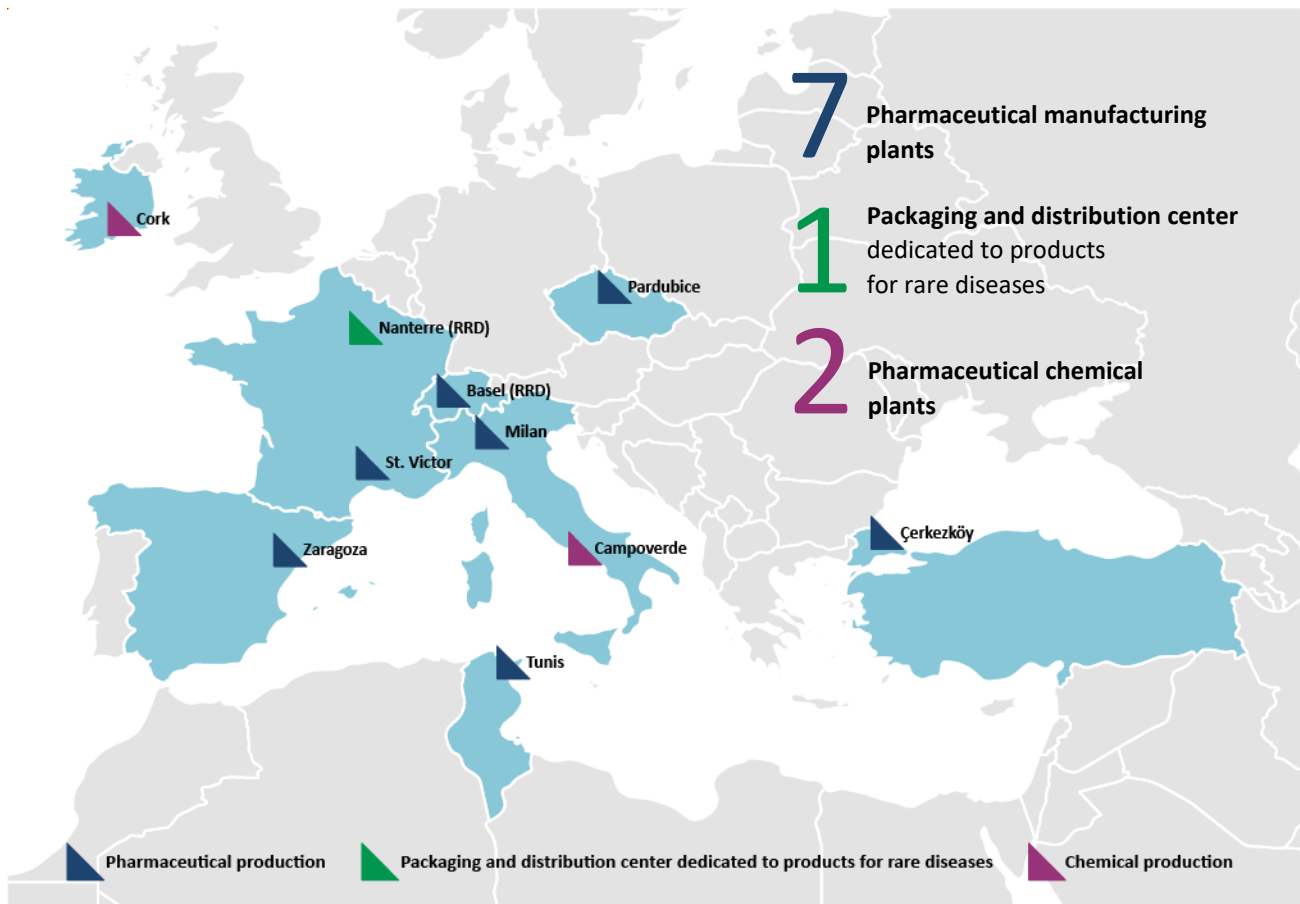 7
Pharmaceutical manufacturing
plants
1
Packaging and distribution center
dedicated to products
for rare diseases
2
Pharmaceutical chemical
plants
Cork
Pardubice
Nanterre (RRD)
Basel (RRD)
Milan
St. Victor
Zaragoza
Campoverde
Çerkezköy
Tunis
Pharmaceutical production
Packaging and distribution center dedicated to products for rare diseases
Chemical production